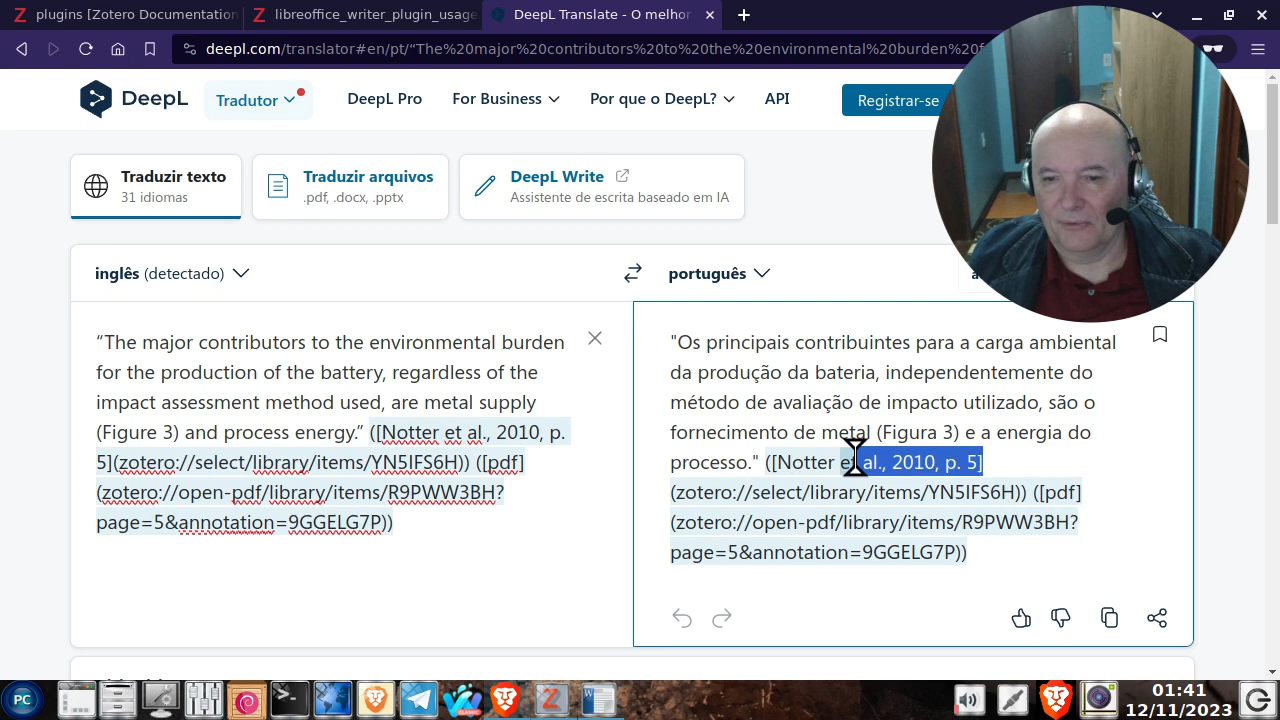 plugins [Zotero Documentation
libreoffice_writer_plugin_usage
DeepL Translate - O melhor
deepl.com/translator#en/pt/“The%20major%20contributors%20to%20the%20environmental%20burden%20f
DeepL
Tradutor
DeepL Pro
For Business
Por que o DeepL?
API
Registrar-se
Traduzir texto
31 idiomas
Traduzir arquivos
.pdf, .docx, .pptx
DeepL Write
Assistente de escrita baseado em IA
inglês (detectado)
português
“The major contributors to the environmental burden
for the production of the battery, regardless of the
impact assessment method used, are metal supply
(Figure 3) and process energy.” ([Notter et al., 2010, p.
5](zotero://select/library/items/YN5IFS6H)) ([pdf]
(zotero://open-pdf/library/items/R9PWW3BH?
page=5&annotation=9GGELG7P))
"Os principais contribuintes para a carga ambiental
da produção da bateria, independentemente do
método de avaliação de impacto utilizado, são o
fornecimento de metal (Figura 3) e a energia do
processo." ([Notter et al., 2010, p. 5]
(zotero://select/library/items/YN5IFS6H)) ([pdf]
(zotero://open-pdf/library/items/R9PWW3BH?
page=5&annotation=9GGELG7P))
PC
01:41
12/11/2023